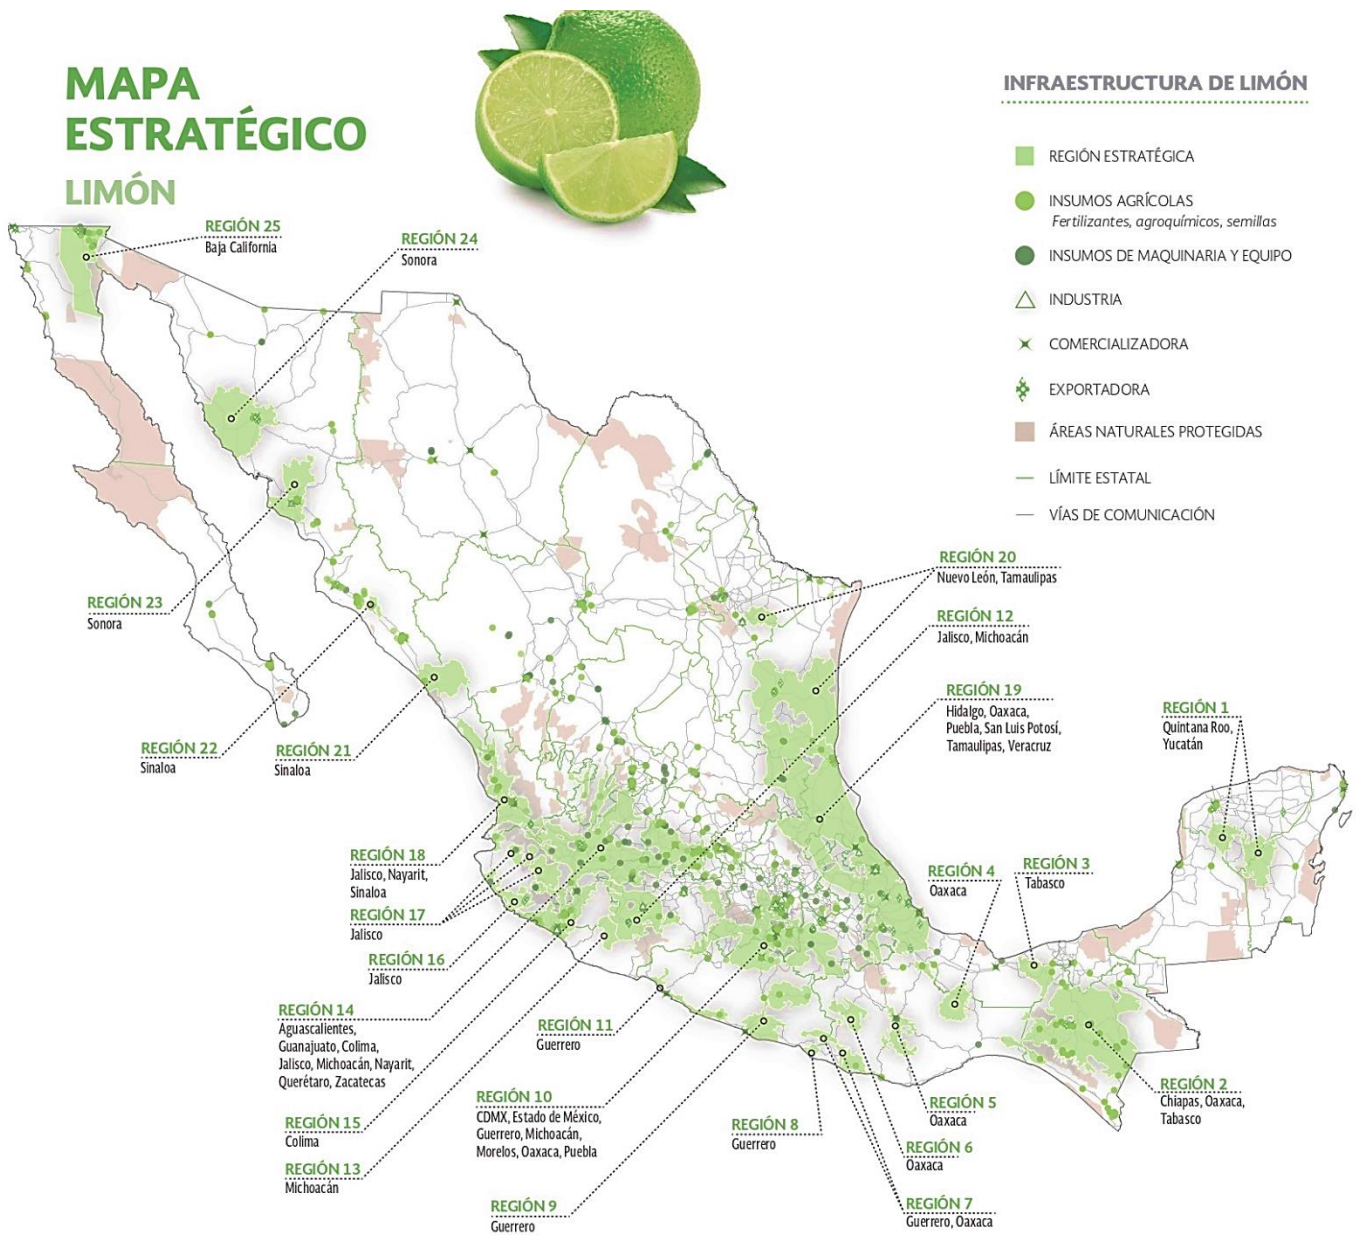 MAPA
ESTRATÉGICO
LIMÓN
INFRAESTRUCTURA DE LIMÓN
REGIÓN ESTRATÉGICA
INSUMOS AGRÍCOLAS
Fertilizantes, agroquímicos, semillas
INSUMOS DE MAQUINARIA Y EQUIPO
INDUSTRIA
COMERCIALIZADORA
EXPORTADORA
ÁREAS NATURALES PROTEGIDAS
LÍMITE ESTATAL
VÍAS DE COMUNICACIÓN
REGIÓN 25
Baja California
REGIÓN 24
Sonora
REGIÓN 23
Sonora
REGIÓN 22
Sinaloa
REGIÓN 21
Sinaloa
REGIÓN 20
Nuevo León, Tamaulipas
REGIÓN 12
Jalisco, Michoacán
REGIÓN 19
Hidalgo, Oaxaca,
Puebla, San Luis Potosí,
Tamaulipas, Veracruz
REGIÓN 1
Quintana Roo,
Yucatán
REGIÓN 18
Jalisco, Nayarit,
Sinaloa
REGIÓN 17
Jalisco
REGIÓN 16
Jalisco
REGIÓN 14
Aguascalientes,
Guanajuato, Colima,
Jalisco, Michoacán, Nayarit,
Querétaro, Zacatecas
REGIÓN 15
Colima
REGIÓN 13
Michoacán
REGIÓN 11
Guerrero
REGIÓN 10
CDMX, Estado de México,
Guerrero, Michoacán,
Morelos, Oaxaca, Puebla
REGIÓN 9
Guerrero
REGIÓN 8
Guerrero
REGIÓN 4
Oaxaca
REGIÓN 3
Tabasco
REGIÓN 5
Oaxaca
REGIÓN 6
Oaxaca
REGIÓN 7
Guerrero, Oaxaca
REGIÓN 2
Chiapas, Oaxaca,
Tabasco